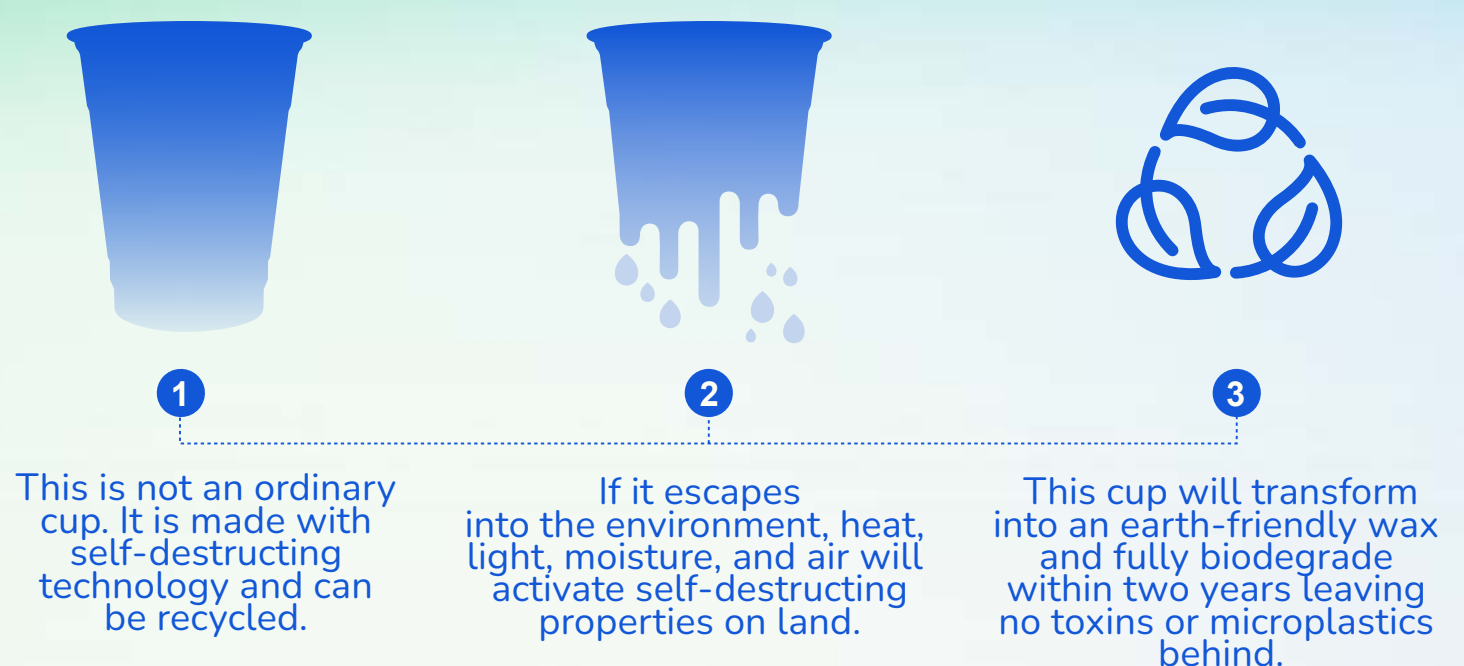 1
This is not an ordinary
cup. It is made with
self-destructing
technology and can
be recycled.
2
If it escapes
into the environment, heat,
light, moisture, and air will
activate self-destructing
properties on land.
3
This cup will transform
into an earth-friendly wax
and fully biodegrade
within two years leaving
no toxins or microplastics
behind.